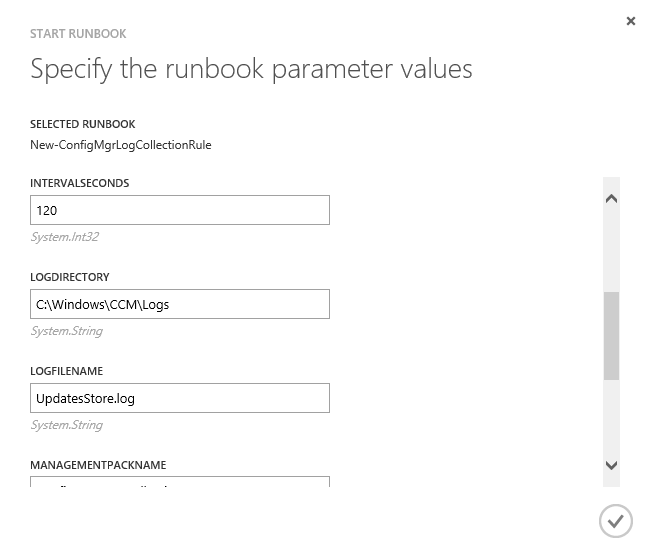 START RUNBOOK
Specify the runbook parameter values
SELECTED RUNBOOK
New-ConfigMgrLogCollectionRule
INTERVALSECONDS
120
System.Int32
LOGDIRECTORY
C:\Windows\CCM\Logs
System.String
LOGFILENAME
UpdatesStore.log
System.String
MANAGEMENTPACKNAME